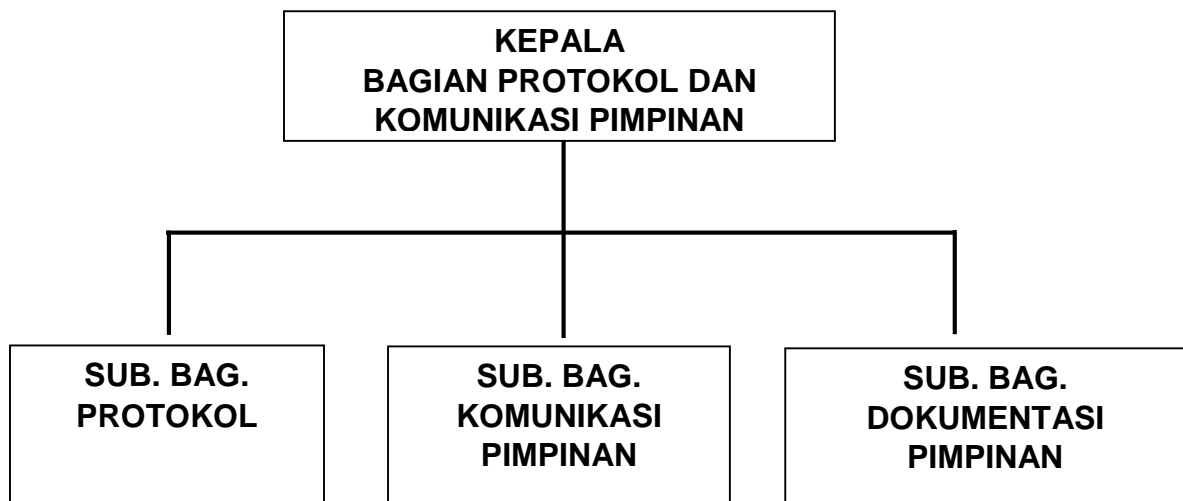 KEPALA
BAGIAN PROTOKOL DAN
KOMUNIKASI PIMPINAN
SUB. BAG.
PROTOKOL
SUB. BAG.
KOMUNIKASI
PIMPINAN
SUB. BAG.
DOKUMENTASI
PIMPINAN